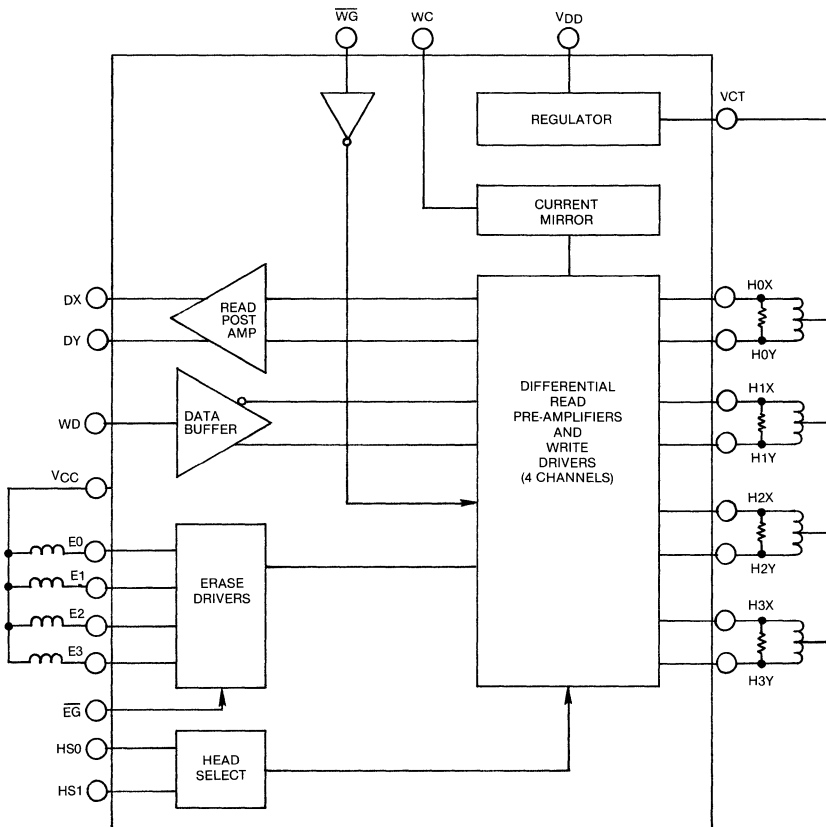 WG
WC
VDD
REGULATOR
VCT
CURRENT
MIRROR
DX
DY
READ
POST
AMP
H0X
H0Y
DIFFERENTIAL
READ
PRE-AMPLIFIERS
AND
WRITE
DRIVERS
(4 CHANNELS)
WD
DATA
BUFFER
H1X
H1Y
VCC
H2X
H2Y
E0
E1
E2
E3
ERASE
DRIVERS
H3X
H3Y
EG
HS0
HS1
HEAD
SELECT